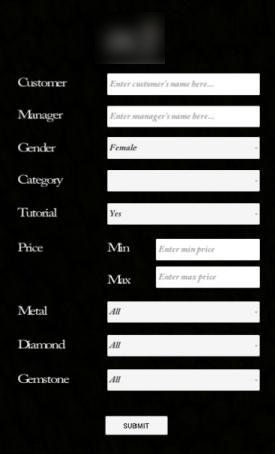 Customer Enter customer's name here...
Manager Enter manager's name here...
Gender Female
Category
Tutorial Yes
Price Min Enter min price
Max Enter max price
Metal All
Diamond All
Gemstone All
SUBMIT